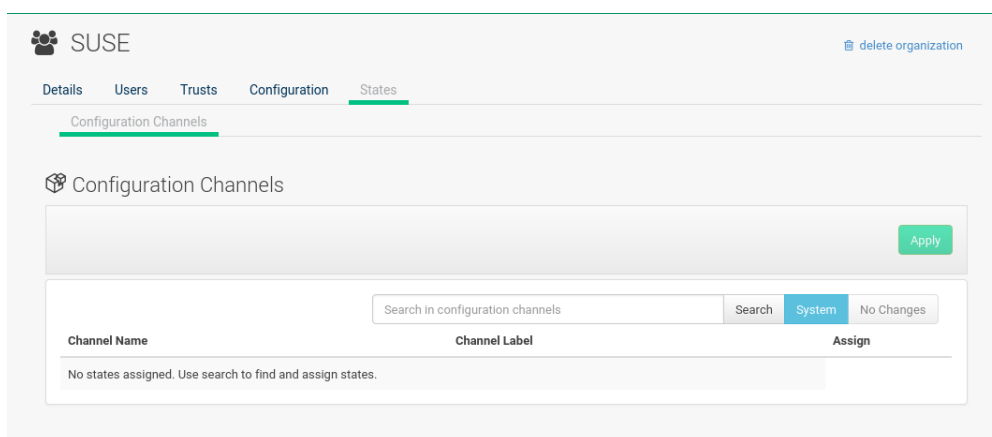 SUSE
delete organization
Details Users Trusts Configuration States
Configuration Channels
Configuration Channels
Apply
Search in configuration channels Search System No Changes
Channel Name Channel Label Assign
No states assigned. Use search to find and assign states.